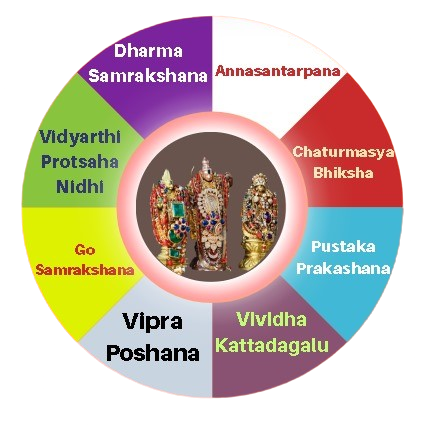 Dharma
Samrakshana
Annasantarpana
Chaturmasya
Bhiksha
Pustaka
Prakashana
Vividha
Kattadagalu
Vipra
Poshana
Go
Samrakshana
Vidyarthi
Protsaha
Nidhi